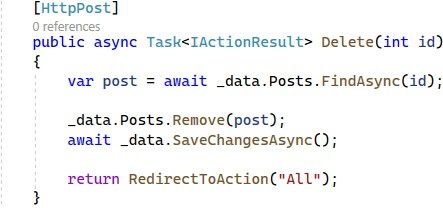 [HttpPost]
0 references
public async Task<IActionResult> Delete(int id)
{
var post = await _data.Posts.FindAsync(id);
_data.Posts.Remove(post);
await _data.SaveChangesAsync();
return RedirectToAction("All");
}